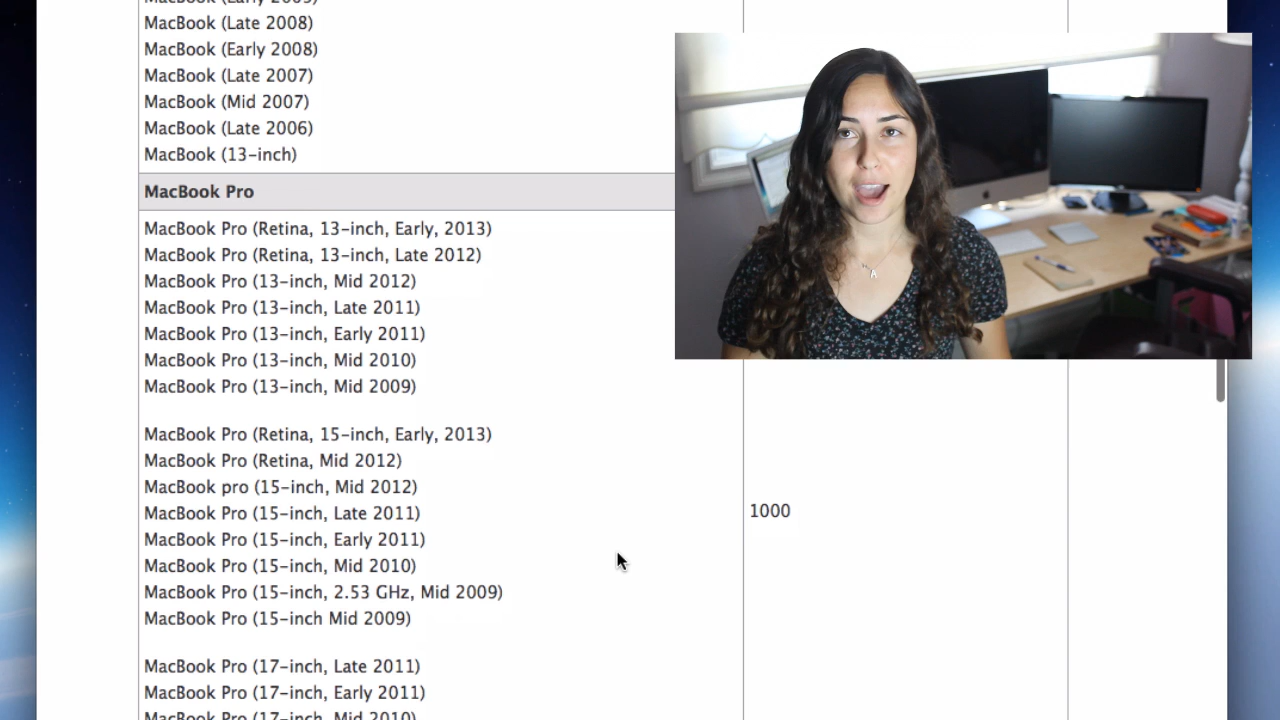 MacBook (Late 2008)
MacBook (Early 2008)
MacBook (Late 2007)
MacBook (Mid 2007)
MacBook (Late 2006)
MacBook (13-inch)
MacBook Pro
MacBook Pro (Retina, 13-inch, Early, 2013)
MacBook Pro (Retina, 13-inch, Late 2012)
MacBook Pro (13-inch, Mid 2012)
MacBook Pro (13-inch, Late 2011)
MacBook Pro (13-inch, Early 2011)
MacBook Pro (13-inch, Mid 2010)
MacBook Pro (13-inch, Mid 2009)
MacBook Pro (Retina, 15-inch, Early, 2013)
MacBook Pro (Retina, Mid 2012)
MacBook pro (15-inch, Mid 2012)
MacBook Pro (15-inch, Late 2011)
MacBook Pro (15-inch, Early 2011)
MacBook Pro (15-inch, Mid 2010)
MacBook Pro (15-inch, 2.53 GHz, Mid 2009)
MacBook Pro (15-inch Mid 2009)
1000
MacBook Pro (17-inch, Late 2011)
MacBook Pro (17-inch, Early 2011)
MacBook Pro (17-inch, Mid 2010)
A